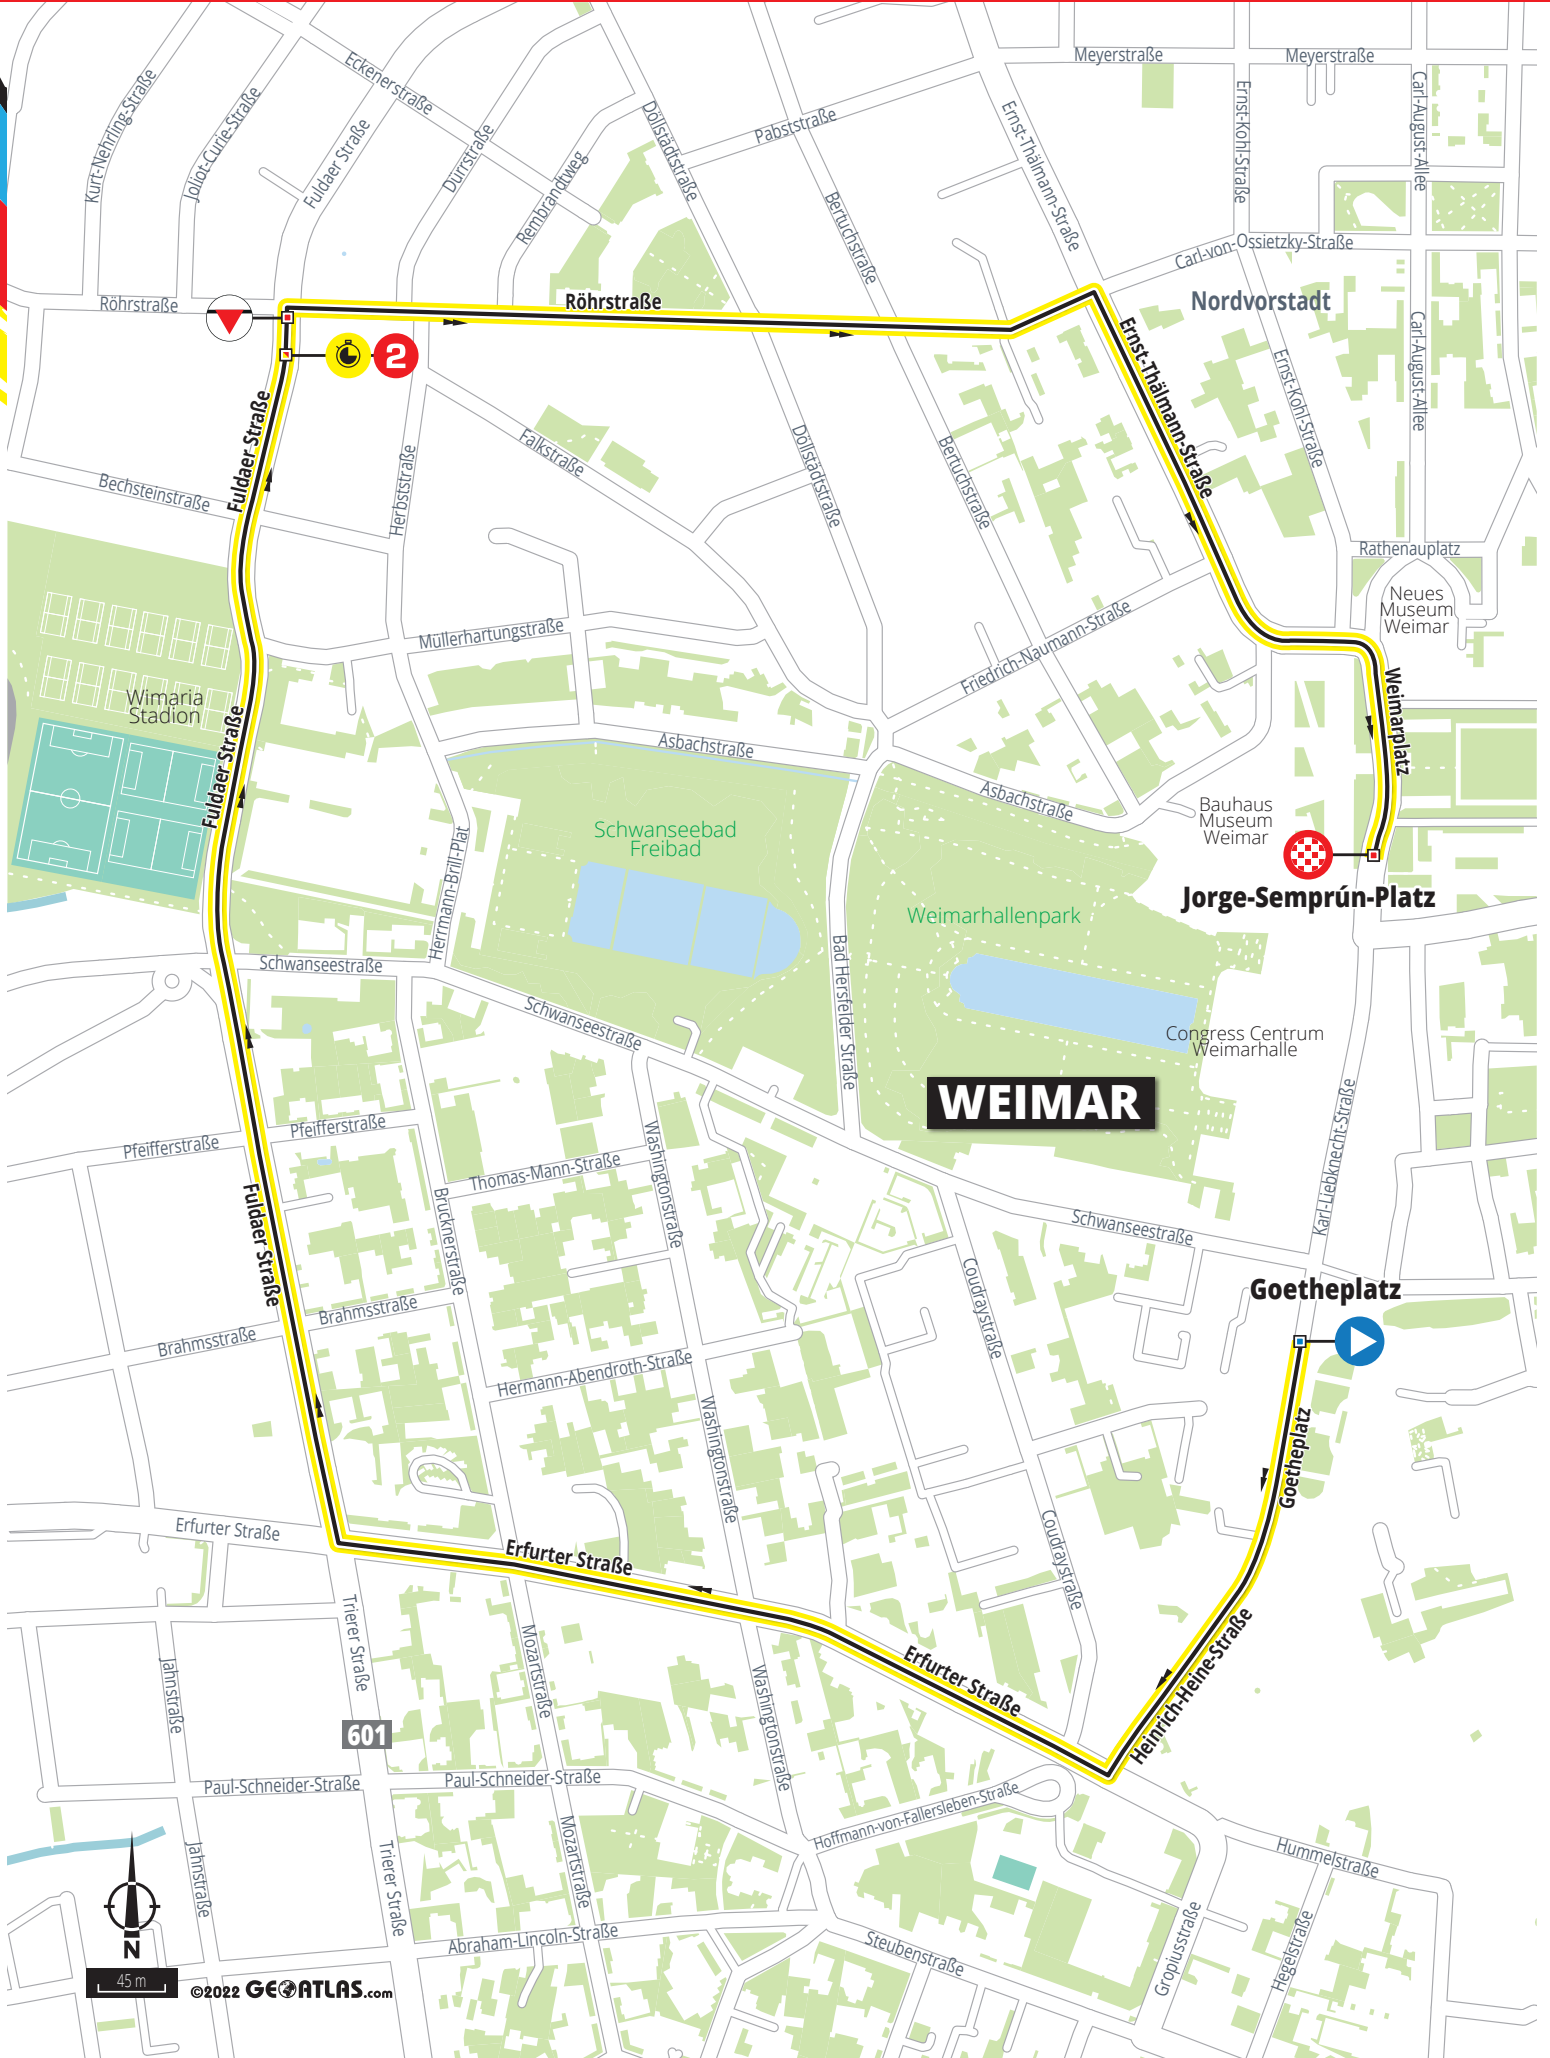 Meyerstraße
Meyerstraße
Eckenerstraße
Kurt-Nehrling-Straße
Joliot-Curie-Straße
Fuldaer Straße
Dürrstraße
Rembrandtweg
Döllstädtstraße
Pabststraße
Bertuchstraße
Ernst-Thälmann-Straße
Ernst-Kohl-Straße
Carl-August-Allee
Carl-von-Ossietzky-Straße
Nordvorstadt
Röhrstraße
Röhrstraße
2
Ernst-Thälmann-Straße
Ernst-Kohl-Straße
Carl-August-Allee
Fuldaer Straße
Bechsteinstraße
Herbststraße
Falkstraße
Döllstädtstraße
Bertuchstraße
Rathenauplatz
Neues
Museum
Weimar
Müllerhartungstraße
Friedrich-Naumann-Straße
Wimaria
Stadion
Fuldaer Straße
Weimarplatz
Asbachstraße
Asbachstraße
Bauhaus
Museum
Weimar
Schwanseebad
Freibad
Herrmann-Brill-Plat
Jorge-Semprún-Platz
Weimarhallenpark
Bad Hersfelder Straße
Schwanseestraße
Schwanseestraße
Congress Centrum
Weimarhalle
WEIMAR
Karl-Liebknecht-Straße
Pfeifferstraße
Pfeifferstraße
Thomas-Mann-Straße
Washingtonstraße
Fuldaer Straße
Brucknerstraße
Schwanseestraße
Coudraystraße
Goetheplatz
Brahmsstraße
Brahmsstraße
Hermann-Abendroth-Straße
Washingtonstraße
Goetheplatz
Erfurter Straße
Erfurter Straße
Coudraystraße
Trierer Straße
Mozartstraße
Erfurter Straße
Heinrich-Heine-Straße
Jahnstraße
Washingtonstraße
601
Paul-Schneider-Straße
Paul-Schneider-Straße
Hoffmann-von-Fallersleben-Straße
Hummelstraße
Jahnstraße
Trierer Straße
Mozartstraße
Abraham-Lincoln-Straße
Steubenstraße
Gropiusstraße
Hegelstraße
N
45 m
©2022 GEOATLAS.com